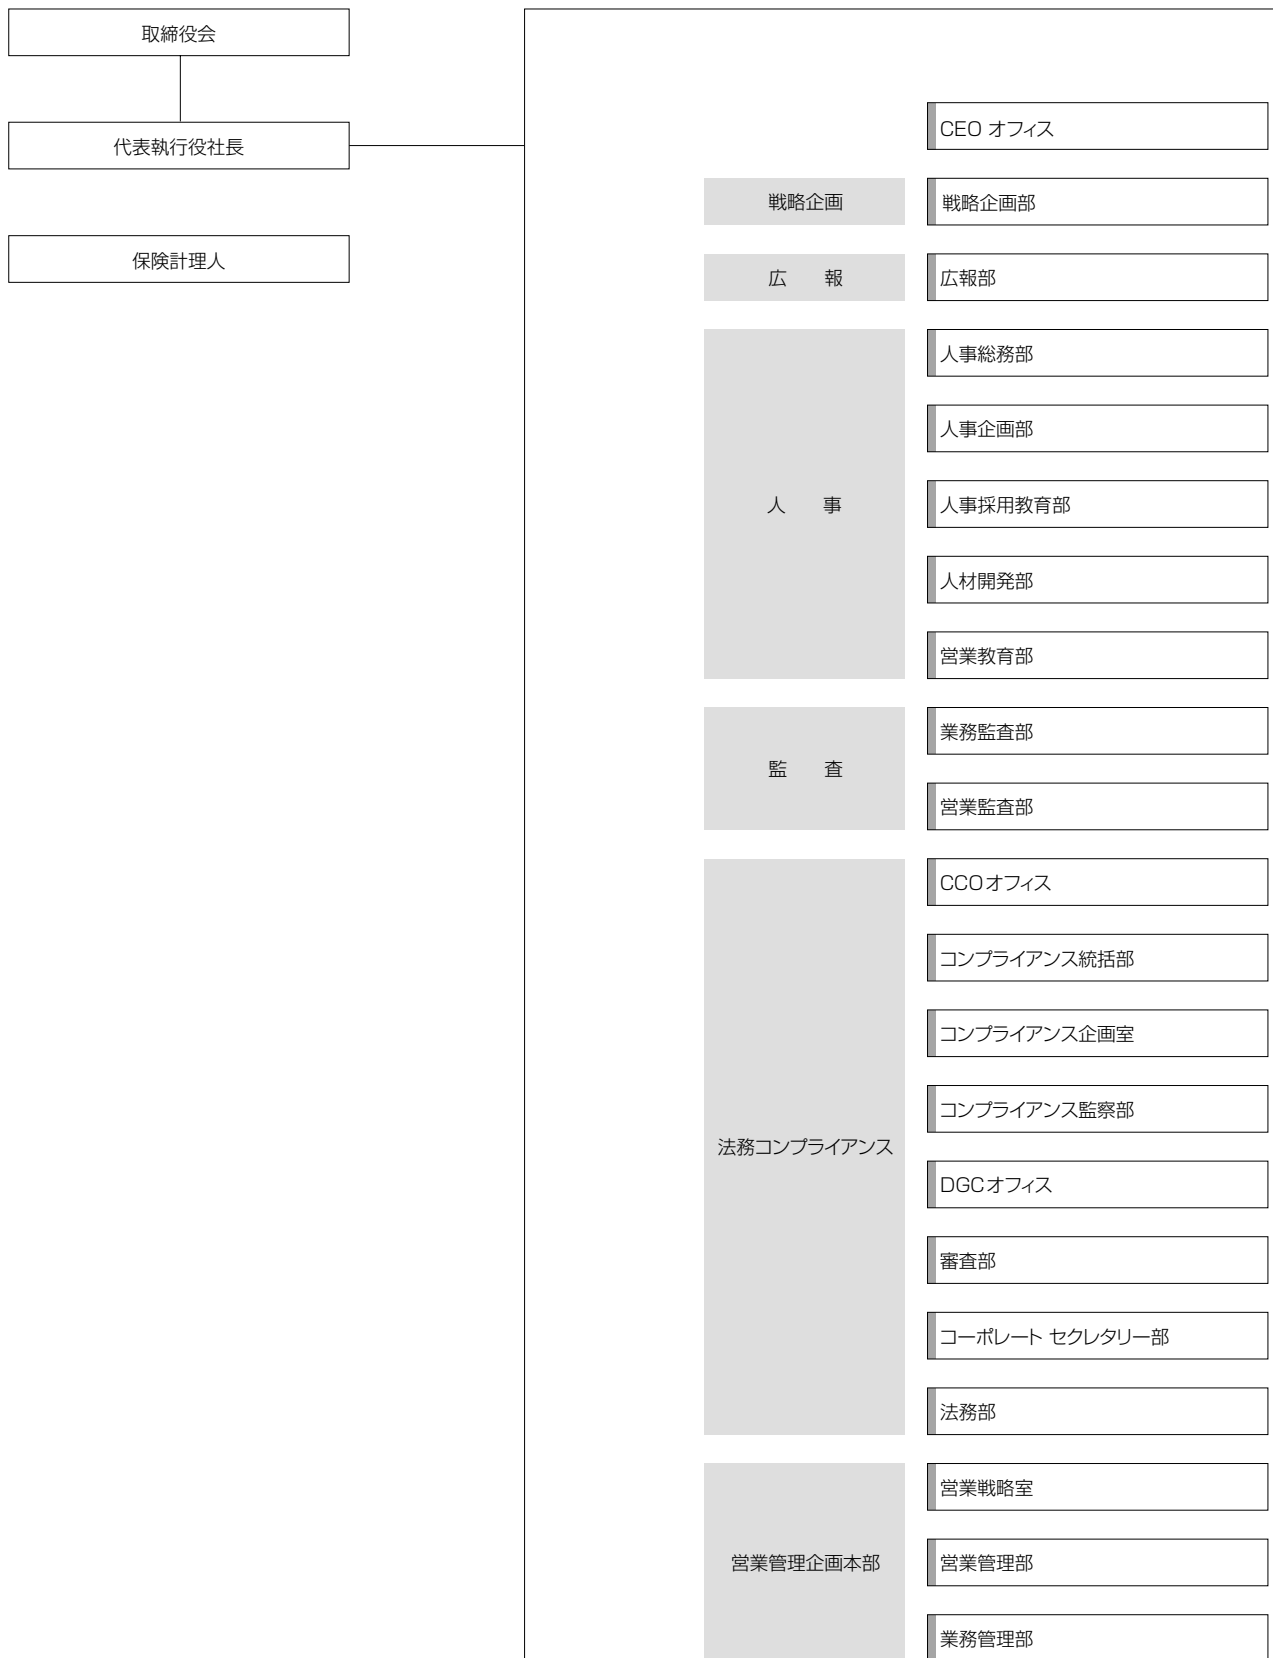 取締役会
代表執行役社長
保険計理人
CEO オフィス
戦略企画
戦略企画部
広　報
広報部
人　事
人事総務部
人事企画部
人事採用教育部
人材開発部
営業教育部
監　査
業務監査部
営業監査部
法務コンプライアンス
CCOオフィス
コンプライアンス統括部
コンプライアンス企画室
コンプライアンス監察部
DGCオフィス
審査部
コーポレート セクレタリー部
法務部
営業管理企画本部
営業戦略室
営業管理部
業務管理部